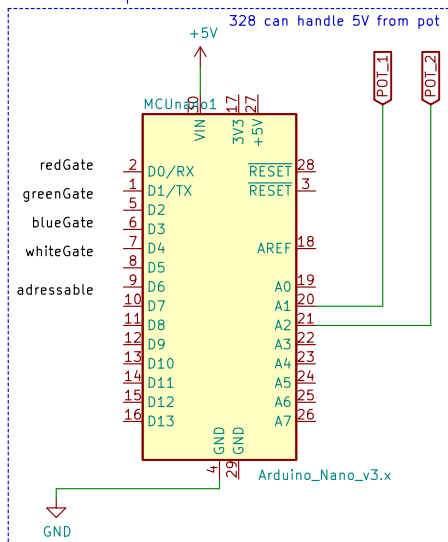 328 can handle 5V from pot
+5V
POT_1
POT_2
MCUnano1
30
17
27
VIN
3V3
+5V
redGate
2
D0/RX
RESET
28
greenGate
1
D1/TX
RESET
3
5
D2
blueGate
6
D3
whiteGate
7
D4
AREF
18
8
D5
adressable
9
D6
A0
19
10
D7
A1
20
11
D8
A2
21
12
D9
A3
22
13
D10
A4
23
14
D11
A5
24
15
D12
A6
25
16
D13
A7
26
GND
GND
4
29
Arduino_Nano_v3.x
GND